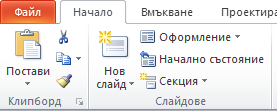 Файл Начало Вмъкване Проектира
Постави
Нов слайд
Оформление
Начално състояние
Секция
Клипборд Слайдове